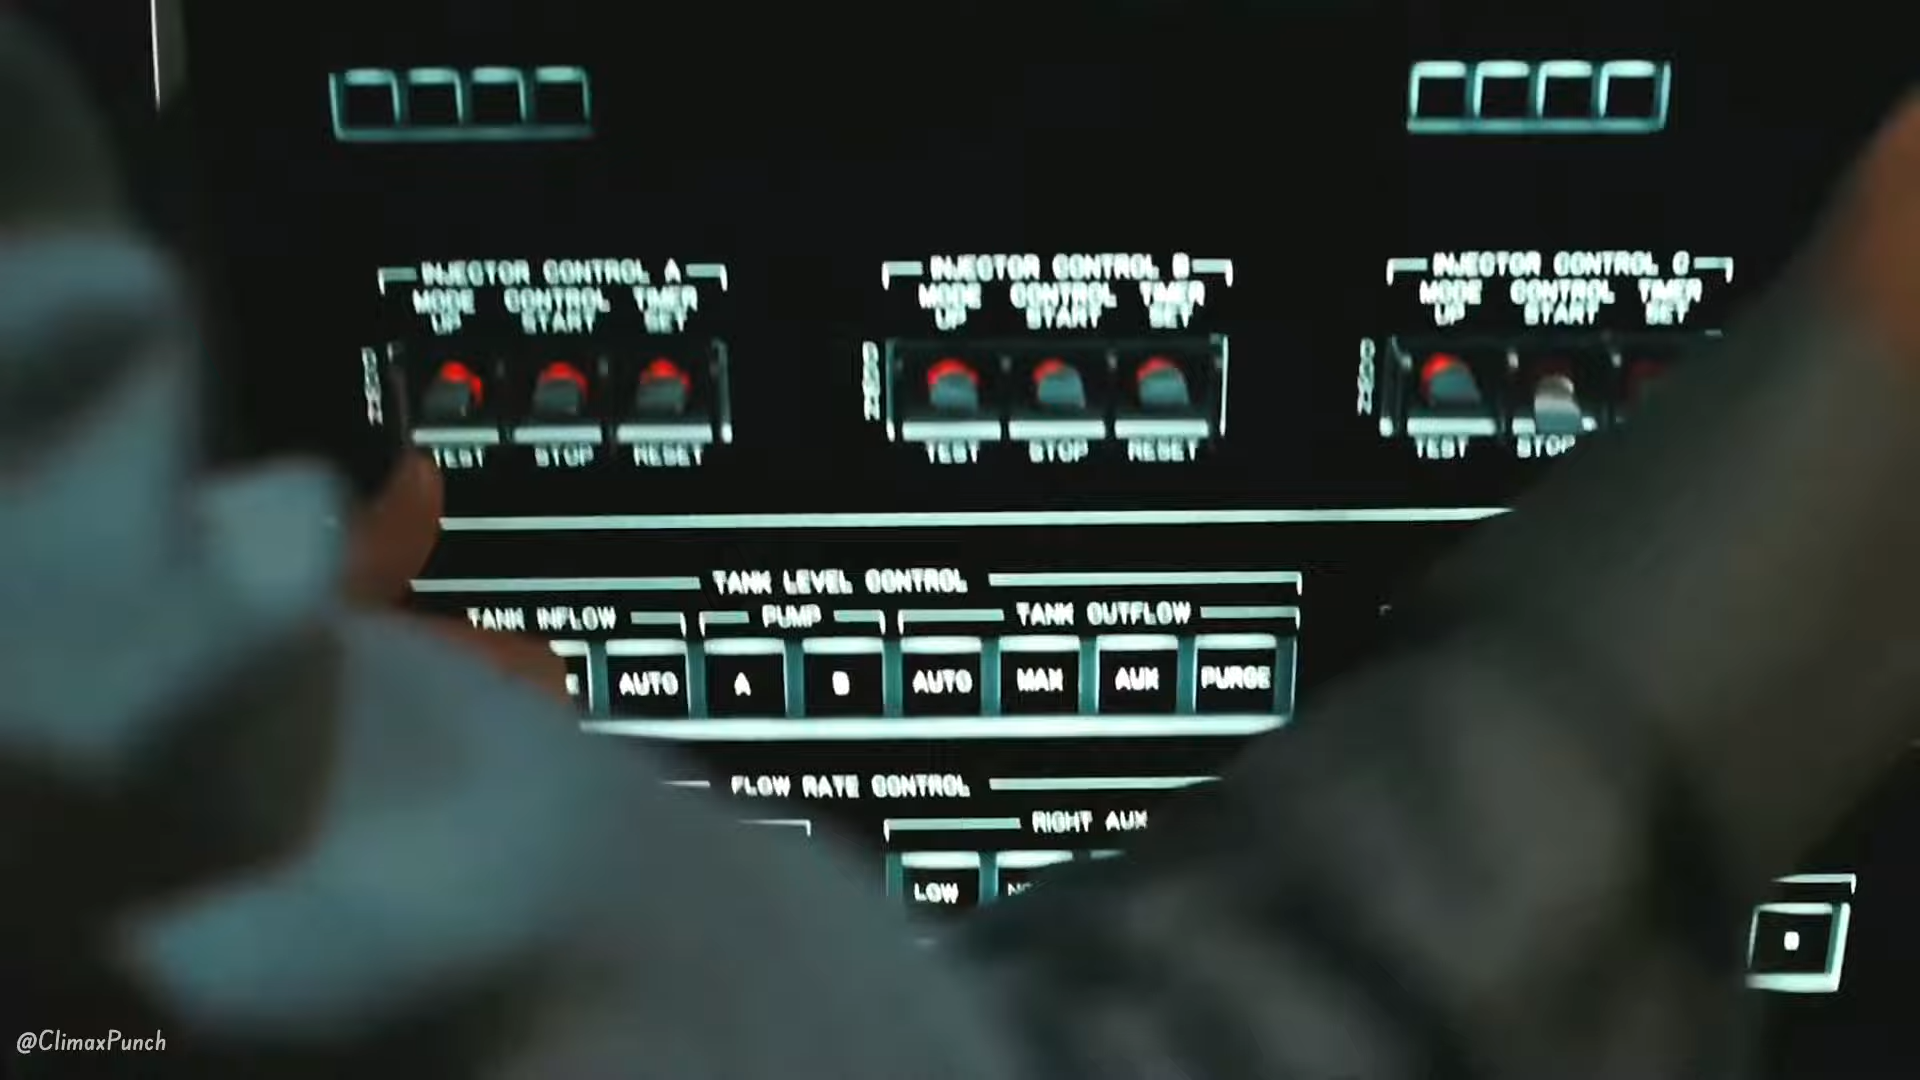 INJECTOR CONTROL A
MODE CONTROL TIMER
UP START SET
TEST STOP RESET
INJECTOR CONTROL B
MODE CONTROL TIMER
UP START SET
TEST STOP RESET
INJECTOR CONTROL C
MODE CONTROL TIMER
UP START SET
TEST STOP
TANK LEVEL CONTROL
TANK INFLOW PUMP TANK OUTFLOW
AUTO A B AUTO MAX AUX PURGE
FLOW RATE CONTROL
RIGHT AUX
LOW
B
@ClimaxPunch